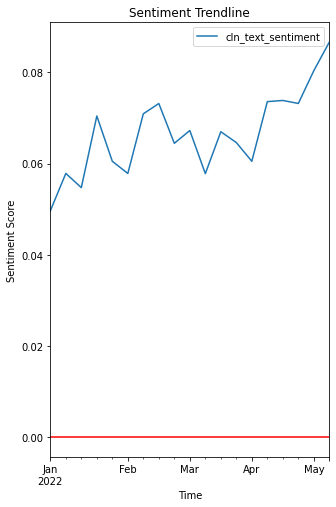 Sentiment Trendline
cln_text_sentiment
Sentiment Score
0.08
0.06
0.04
0.02
0.00
Jan
2022
Feb
Mar
Apr
May
Time